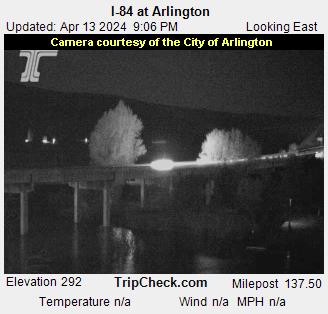 I-84 at Arlington
Updated: Apr 13 2024 9:06 PM Looking East
Camera courtesy of the City of Arlington
Elevation 292 TripCheck.com Milepost 137.50
Temperature n/a Wind n/a MPH n/a